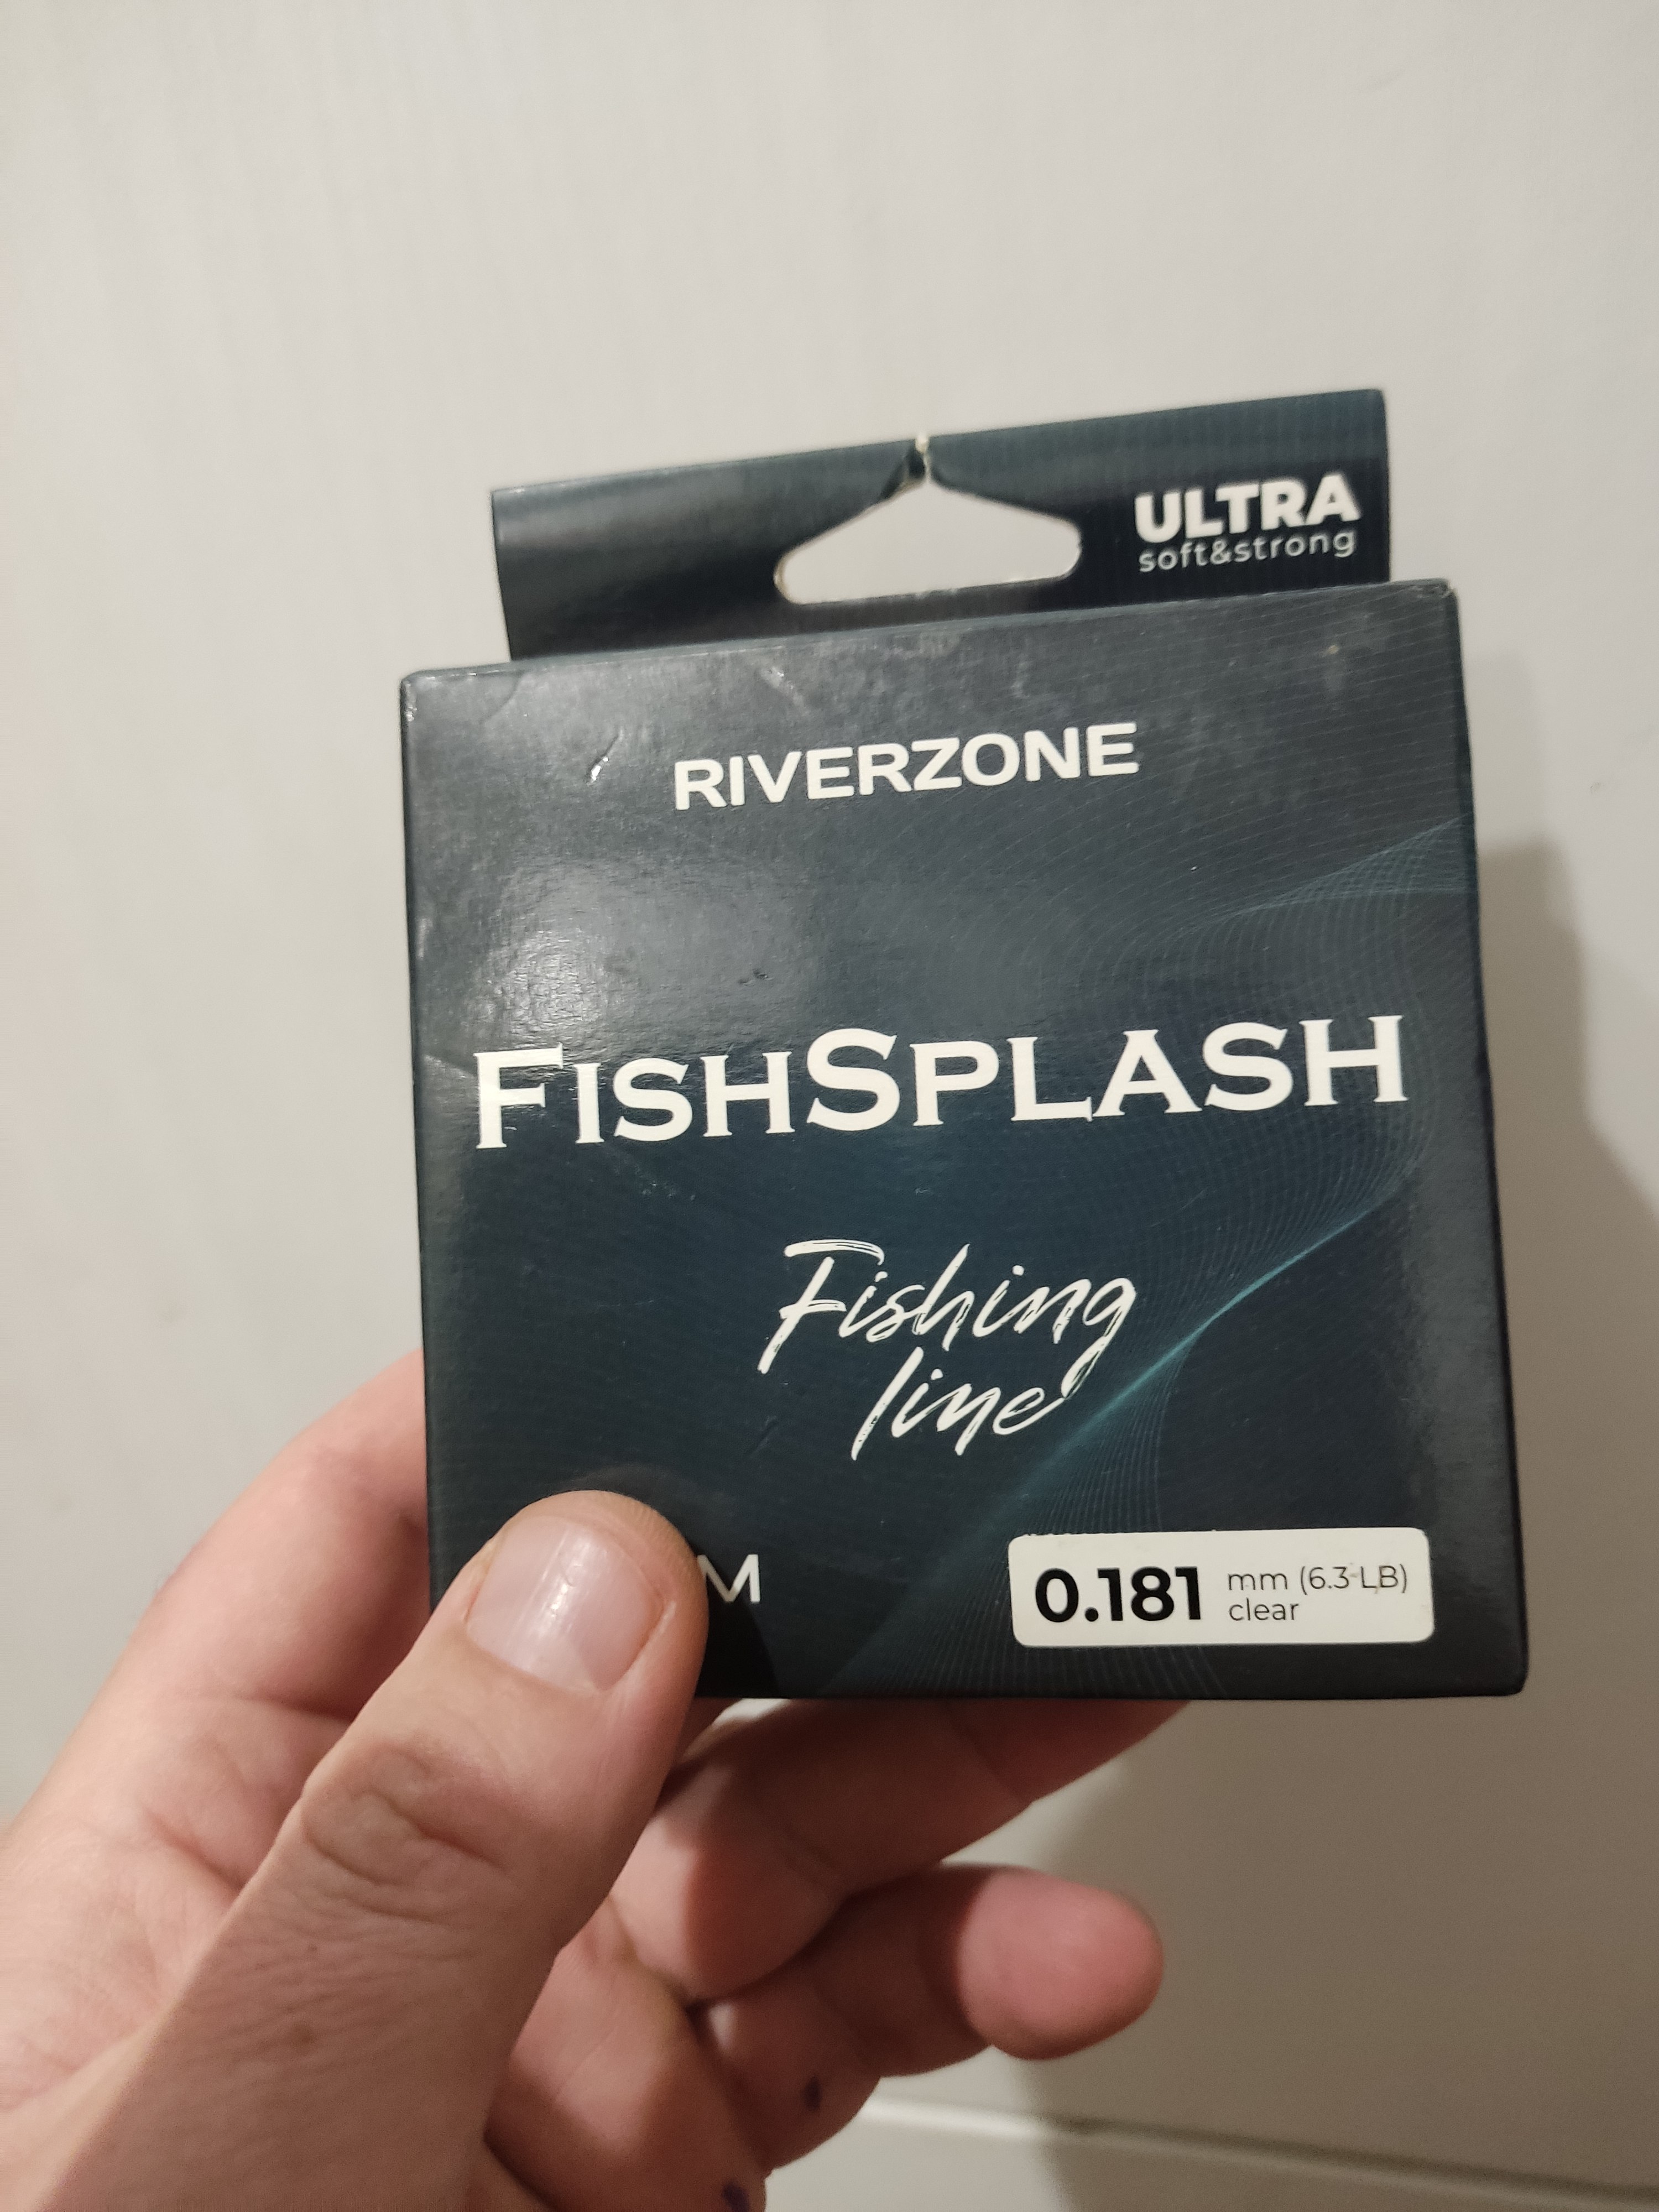 ULTRA
soft&strong
RIVERZONE
FISHSPLASH
Fishing
line
M
0.181 mm (6.3 LB)
clear